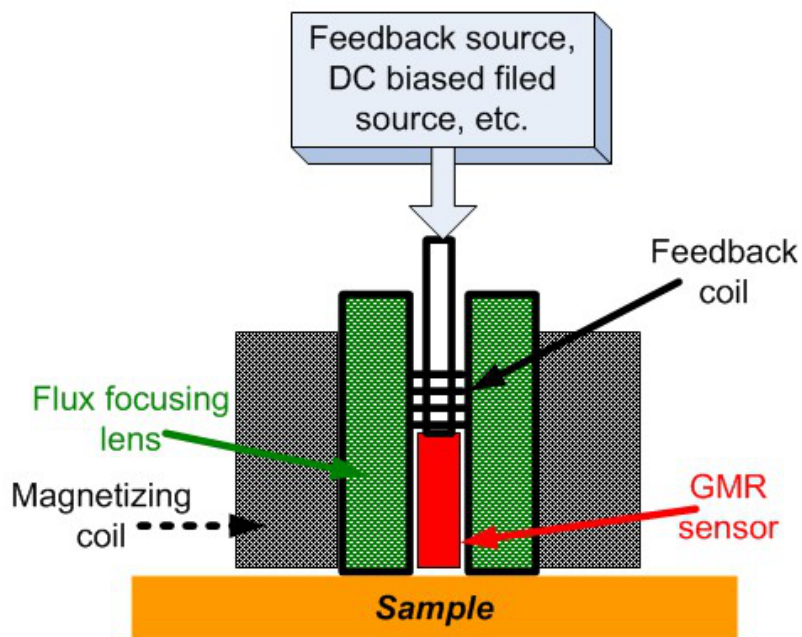 Feedback source,
DC biased filed
source, etc.
Feedback
coil
Flux focusing
lens
Magnetizing
coil
GMR
sensor
Sample